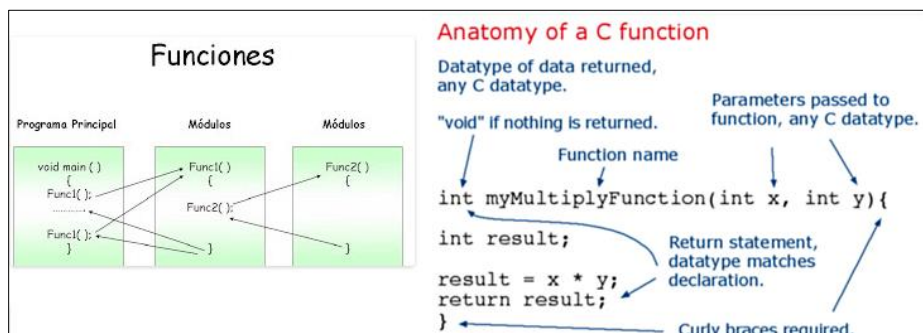 Funciones
Programa Principal
Módulos
Módulos
void main ( )
{
Func1( );
............
Func1( );
}
Func1( )
{
Func2( );
}
Func2( )
{
}
Anatomy of a C function
Datatype of data returned,
any C datatype.
"void" if nothing is returned.
Function name
Parameters passed to
function, any C datatype.
int myMultiplyFunction(int x, int y){
int result;
result = x * y;
return result;
}
Return statement,
datatype matches
declaration.
Curly braces required.